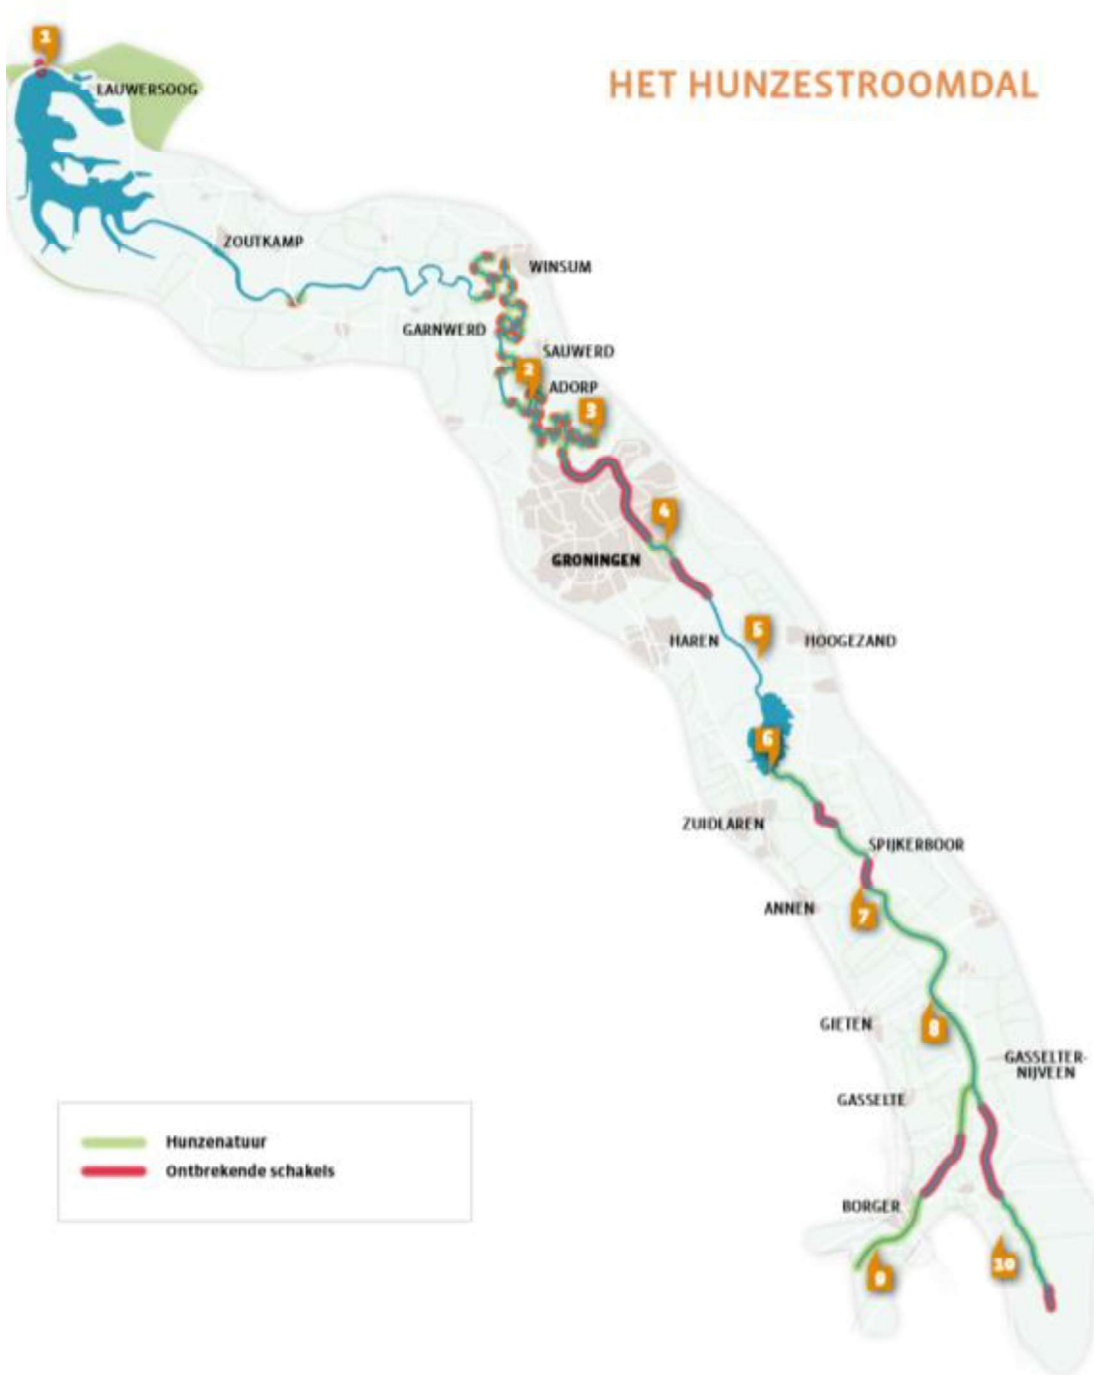 1
HET HUNZESTROOMDAL
LAUWERSOOG
ZOUTKAMP
WINSUM
GARNWERD
SAUWERD
2
ADORP
3
4
GRONINGEN
5
HAREN
HOOGEZAND
6
ZUIDLAREN
SPIJKERBOOR
ANNEN
7
GIETEN
8
GASSELTER-
NIJVEEN
GASSELTE
Hunzenatuur
Ontbrekende schakels
BORGER
9
10